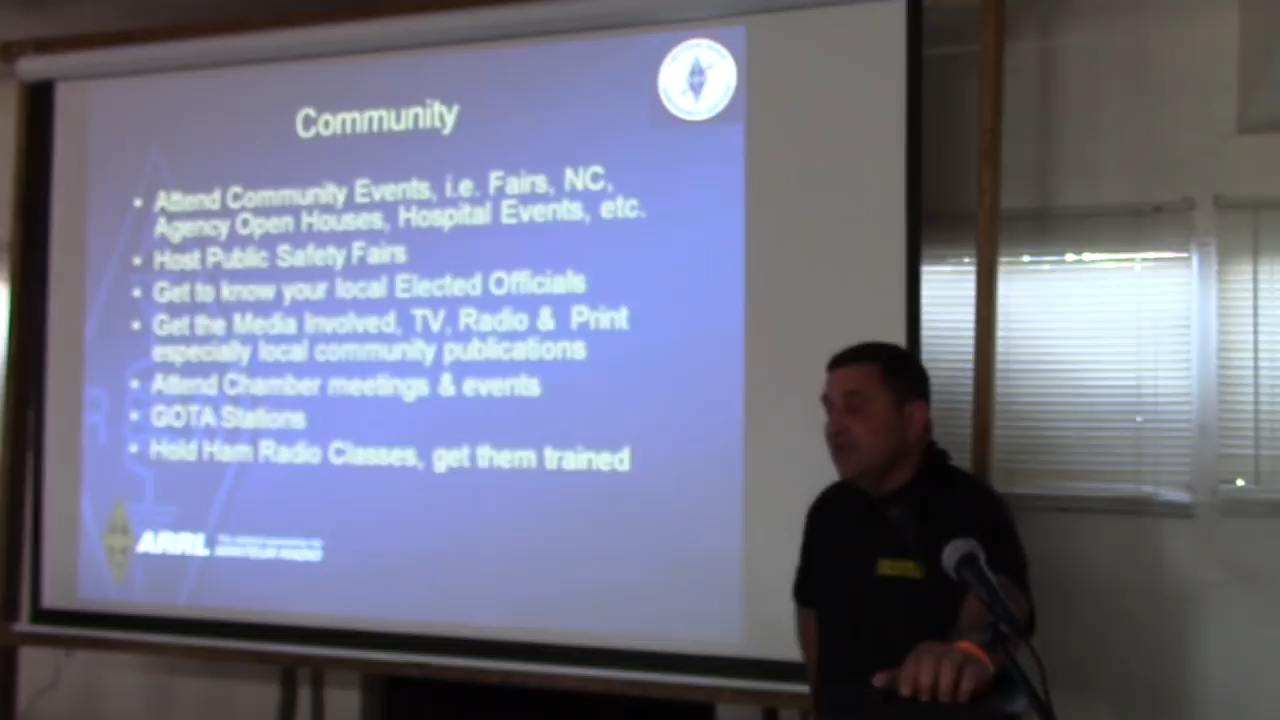 Community
• Attend Community Events, i.e. Fairs, NC,
Agency Open Houses, Hospital Events, etc.
• Host Public Safety Fairs
• Get to know your local Elected Officials
• Get the Media Involved, TV, Radio & Print
especially local community publications
• Attend Chamber meetings & events
• GOTA Stations
• Hold Ham Radio Classes, get them trained
ARRL
AMATEUR RADIO